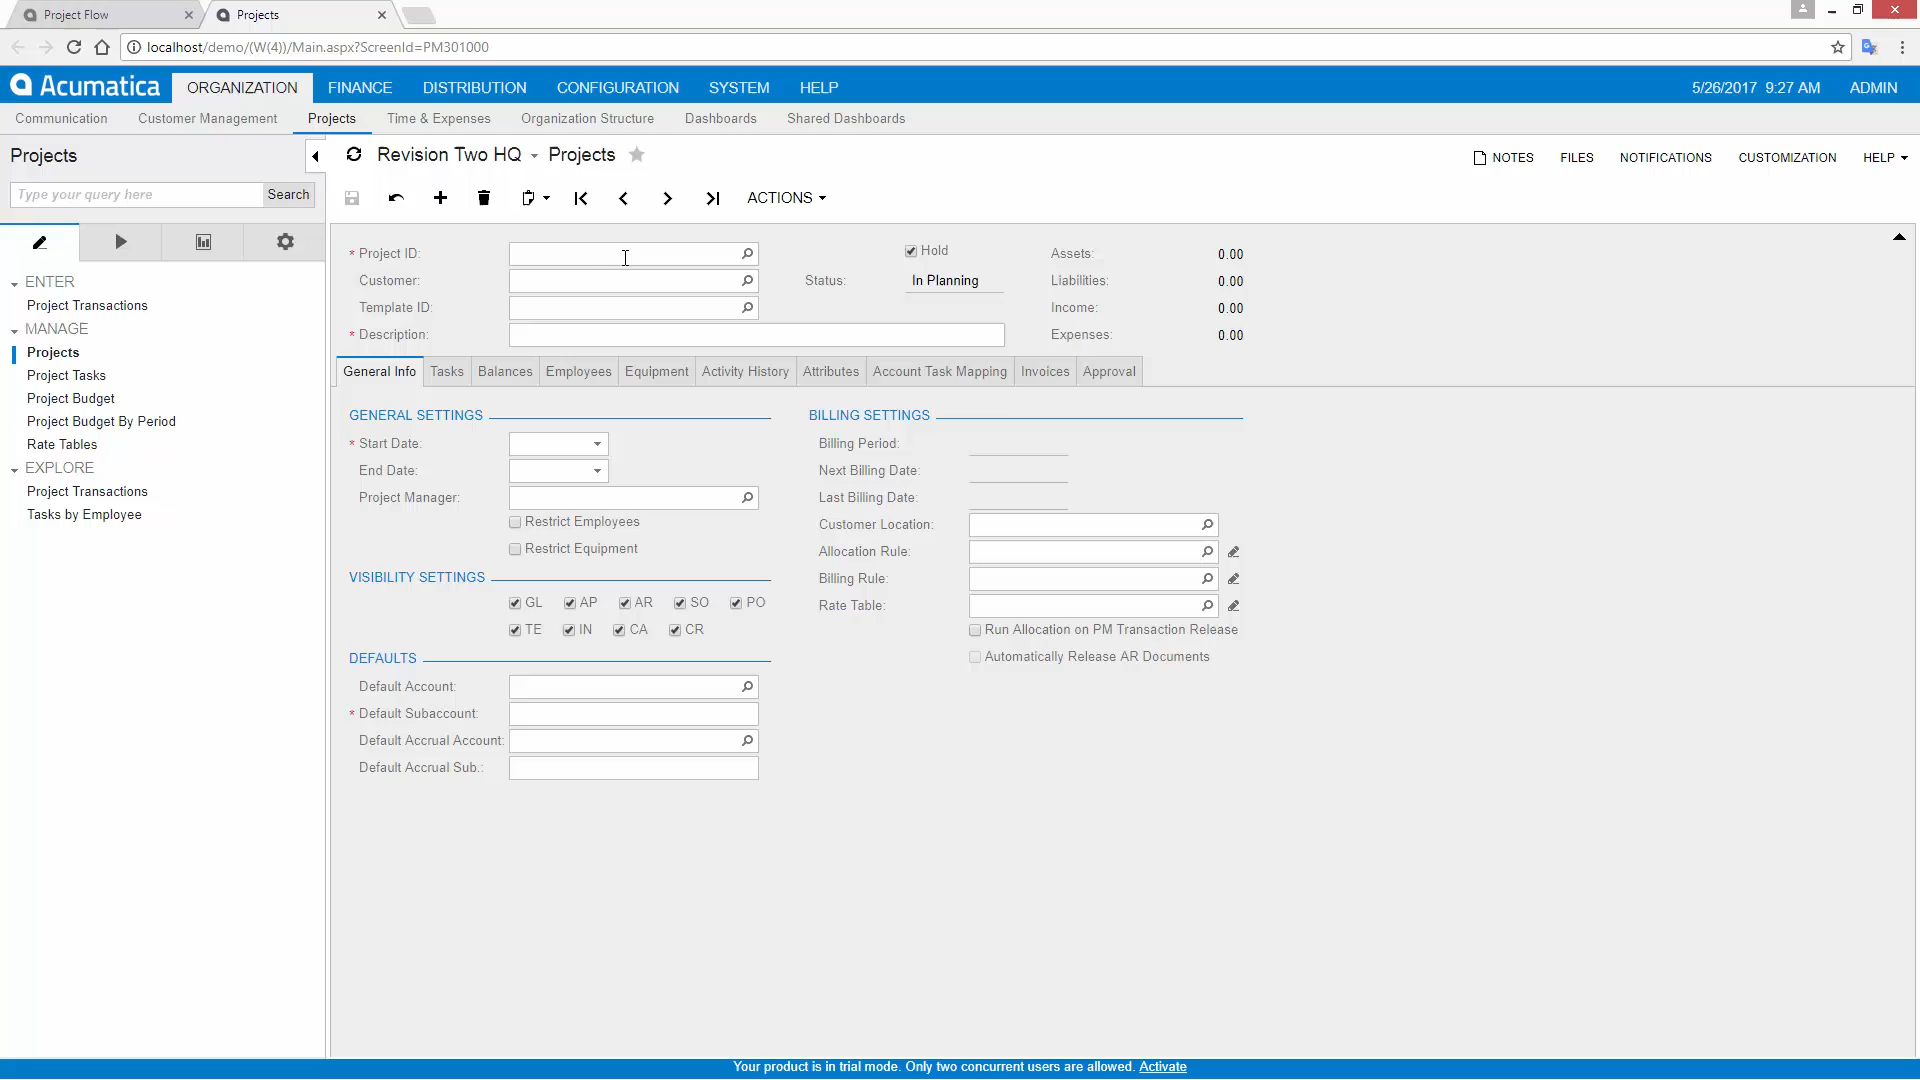 Project Flow
Projects
localhost/demo/(W(4))/Main.aspx?ScreenId=PM301000
Acumatica
ORGANIZATION FINANCE DISTRIBUTION CONFIGURATION SYSTEM HELP
5/26/2017 9:27 AM ADMIN
Communication Customer Management Projects Time & Expenses Organization Structure Dashboards Shared Dashboards
Projects
Revision Two HQ Projects
NOTES FILES NOTIFICATIONS CUSTOMIZATION HELP
Type your query here Search
ACTIONS
ENTER
Project Transactions
MANAGE
Projects
Project Tasks
Project Budget
Project Budget By Period
Rate Tables
EXPLORE
Project Transactions
Tasks by Employee
* Project ID: Hold Assets: 0.00
Customer: Status: In Planning Liabilities: 0.00
Template ID: Income: 0.00
* Description: Expenses: 0.00
General Info Tasks Balances Employees Equipment Activity History Attributes Account Task Mapping Invoices Approval
GENERAL SETTINGS
* Start Date:
End Date:
Project Manager:
Restrict Employees
Restrict Equipment
VISIBILITY SETTINGS
GL AP AR SO PO
TE IN CA CR
DEFAULTS
Default Account:
* Default Subaccount:
Default Accrual Account:
Default Accrual Sub.:
BILLING SETTINGS
Billing Period:
Next Billing Date:
Last Billing Date:
Customer Location:
Allocation Rule:
Billing Rule:
Rate Table:
Run Allocation on PM Transaction Release
Automatically Release AR Documents
Your product is in trial mode. Only two concurrent users are allowed. Activate